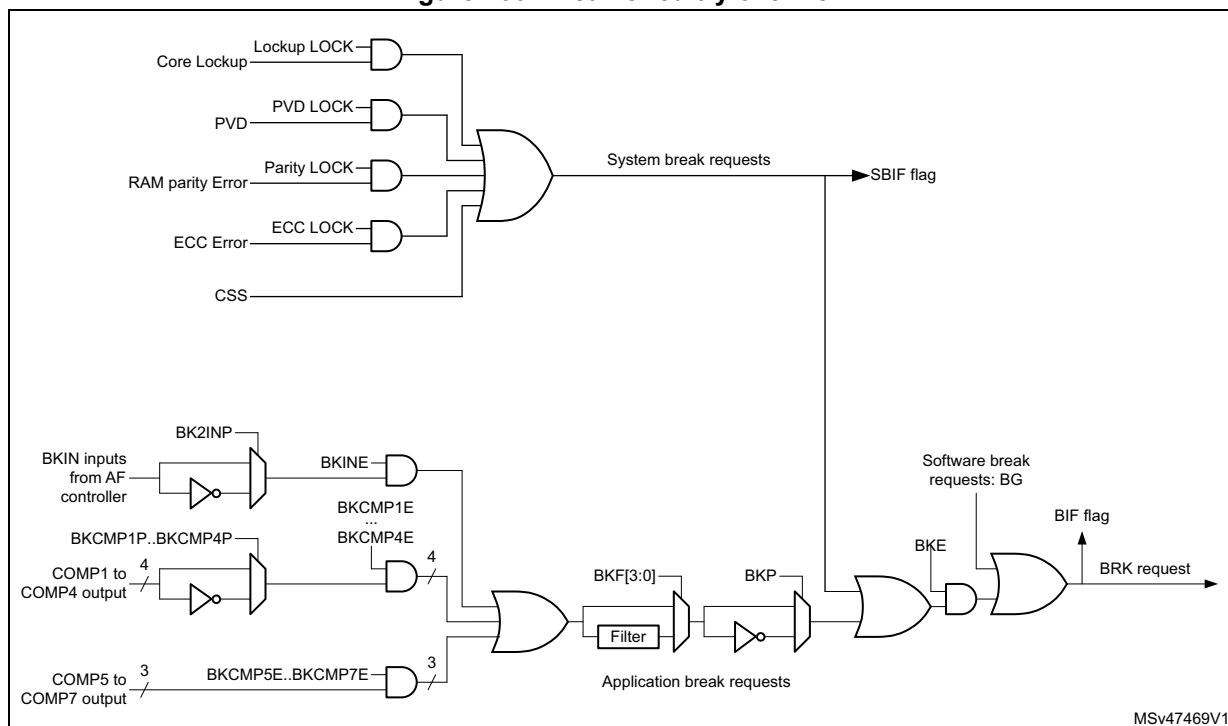 Figure
Lockup LOCK
Core Lockup
PVD LOCK
PVD
Parity LOCK
RAM parity Error
ECC LOCK
ECC Error
CSS
System break requests
SBIF flag
BK2INP
BKIN inputs
from AF
controller
BKINE
BKCMP1E
...
BKCMP4E
BKCMP1P..BKCMP4P
4
COMP1 to
COMP4 output
4
BKF[3:0]
BKP
Filter
BKE
Software break
requests: BG
BIF flag
BRK request
3
COMP5 to
COMP7 output
BKCMP5E..BKCMP7E
3
Application break requests
MSv47469V1